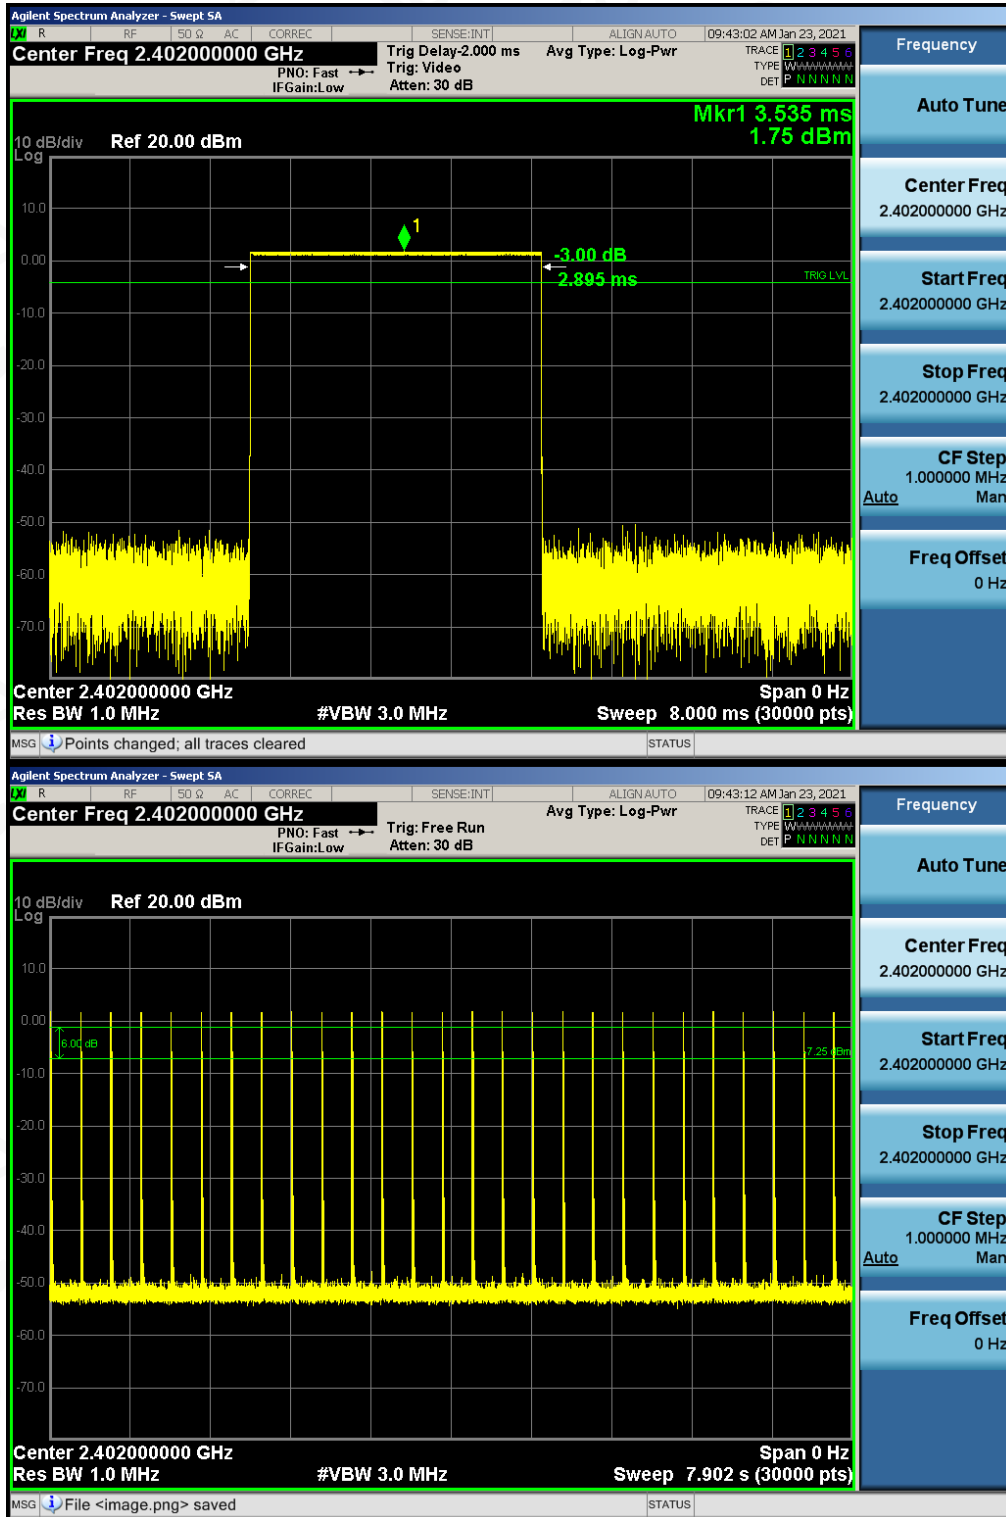 Agilent Spectrum Analyzer - Swept SA
LXI R RF 50 Ω AC CORREC SENSE:INT ALIGN AUTO 09:43:02 AM Jan 23, 2021
Center Freq 2.402000000 GHz
PNO: Fast
IFGain:Low
Trig Delay-2.000 ms
Trig: Video
Atten: 30 dB
Avg Type: Log-Pwr
TRACE 1 2 3 4 5 6
TYPE WWWWWW
DET P N N N N N
Mkr1 3.535 ms
1.75 dBm
10 dB/div
Log
Ref 20.00 dBm
10.0
0.00
-10.0
-20.0
-30.0
-40.0
-50.0
-60.0
-70.0
1
-3.00 dB
2.895 ms
TRIG LVL
Center 2.402000000 GHz Span 0 Hz
Res BW 1.0 MHz #VBW 3.0 MHz Sweep 8.000 ms (30000 pts)
MSG Points changed; all traces cleared STATUS
Frequency
Auto Tune
Center Freq
2.402000000 GHz
Start Freq
2.402000000 GHz
Stop Freq
2.402000000 GHz
CF Step
1.000000 MHz
Auto Man
Freq Offset
0 Hz
Agilent Spectrum Analyzer - Swept SA
LXI R RF 50 Ω AC CORREC SENSE:INT ALIGN AUTO 09:43:12 AM Jan 23, 2021
Center Freq 2.402000000 GHz
PNO: Fast
IFGain:Low
Trig: Free Run
Atten: 30 dB
Avg Type: Log-Pwr
TRACE 1 2 3 4 5 6
TYPE WWWWWW
DET P N N N N N
10 dB/div
Log
Ref 20.00 dBm
10.0
0.00
-10.0
-20.0
-30.0
-40.0
-50.0
-60.0
-70.0
6.00 dB
-7.25 dBm
Center 2.402000000 GHz Span 0 Hz
Res BW 1.0 MHz #VBW 3.0 MHz Sweep 7.902 s (30000 pts)
MSG File <image.png> saved STATUS
Frequency
Auto Tune
Center Freq
2.402000000 GHz
Start Freq
2.402000000 GHz
Stop Freq
2.402000000 GHz
CF Step
1.000000 MHz
Auto Man
Freq Offset
0 Hz